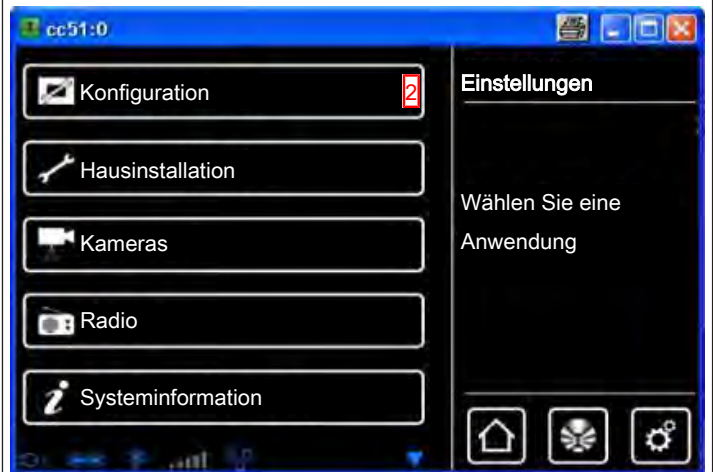 cc51:0
Konfiguration 2
Hausinstallation
Kameras
Radio
Systeminformation
Einstellungen
Wählen Sie eine
Anwendung